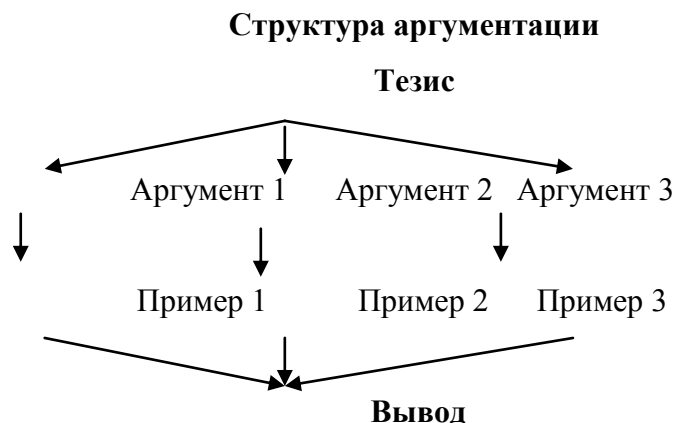 Структура аргументации
Тезис
Аргумент 1 Аргумент 2 Аргумент 3
Пример 1 Пример 2 Пример 3
Вывод